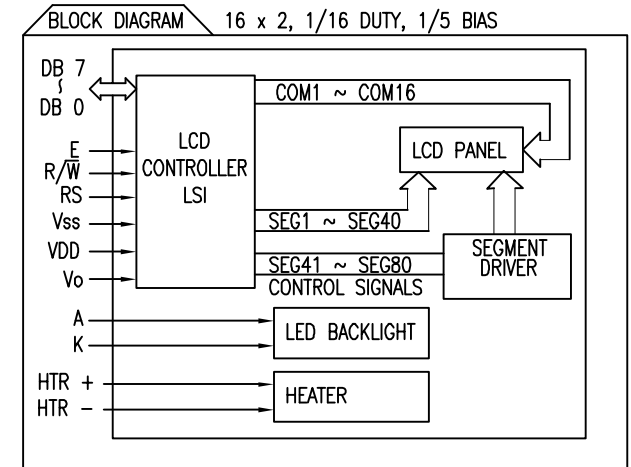 BLOCK DIAGRAM 16 x 2, 1/16 DUTY, 1/5 BIAS
DB 7
~
DB 0
E
R/W̅
RS
Vss
VDD
Vo
A
K
HTR +
HTR −
LCD
CONTROLLER
LSI
COM1 ~ COM16
LCD PANEL
SEG1 ~ SEG40
SEG41 ~ SEG80
CONTROL SIGNALS
SEGMENT
DRIVER
LED BACKLIGHT
HEATER